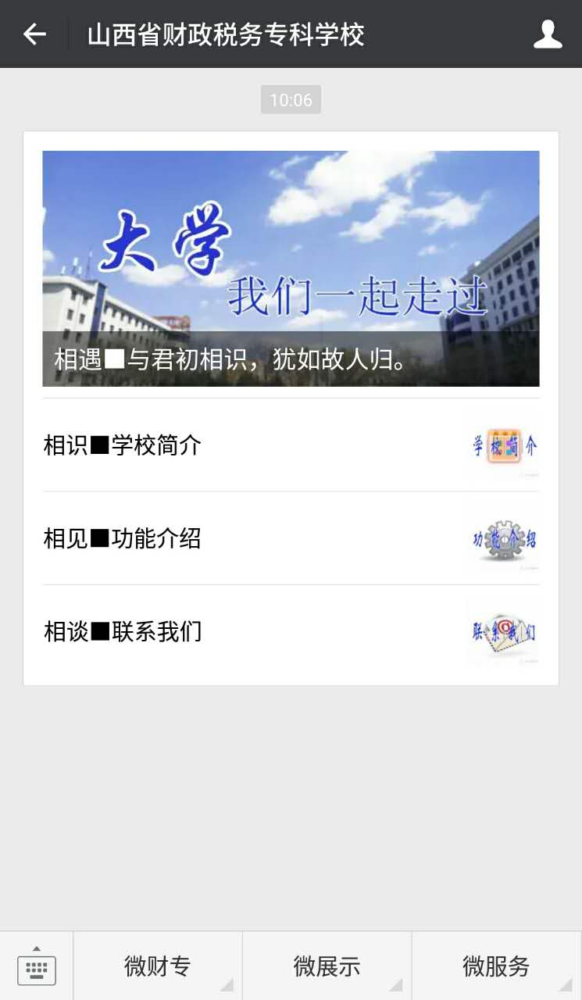 山西省财政税务专科学校
10:06
大学
我们一起走过
相遇■与君初相识，犹如故人归。
相识■学校简介
学校简介
相见■功能介绍
功能介绍
相谈■联系我们
联系我们
微财专
微展示
微服务